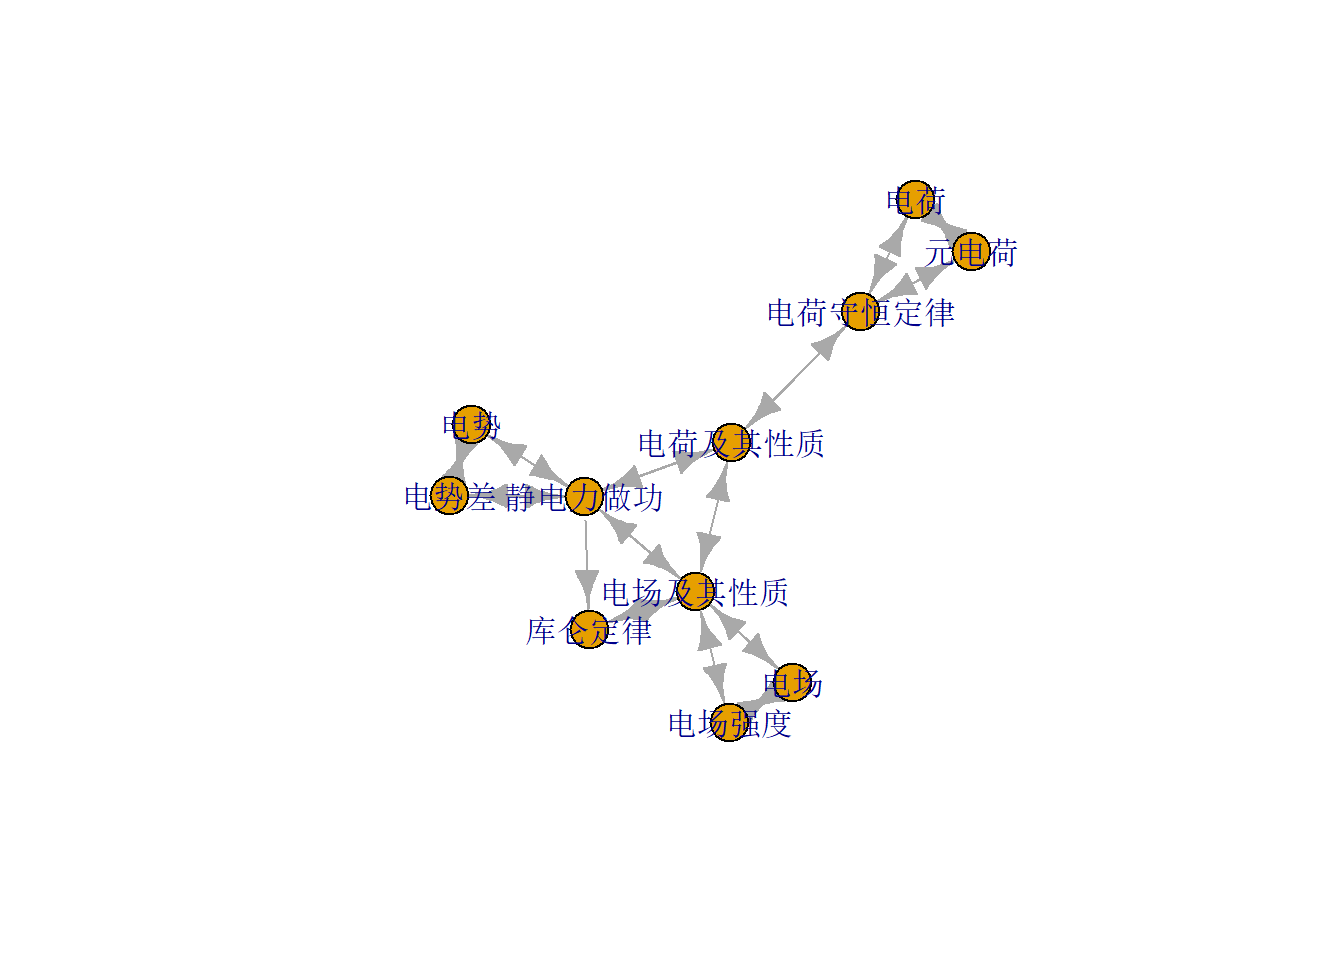 电荷
元电荷
电荷守恒定律
电势
电荷及其性质
电势差
静电力做功
电场及其性质
库仑定律
电场
电场强度